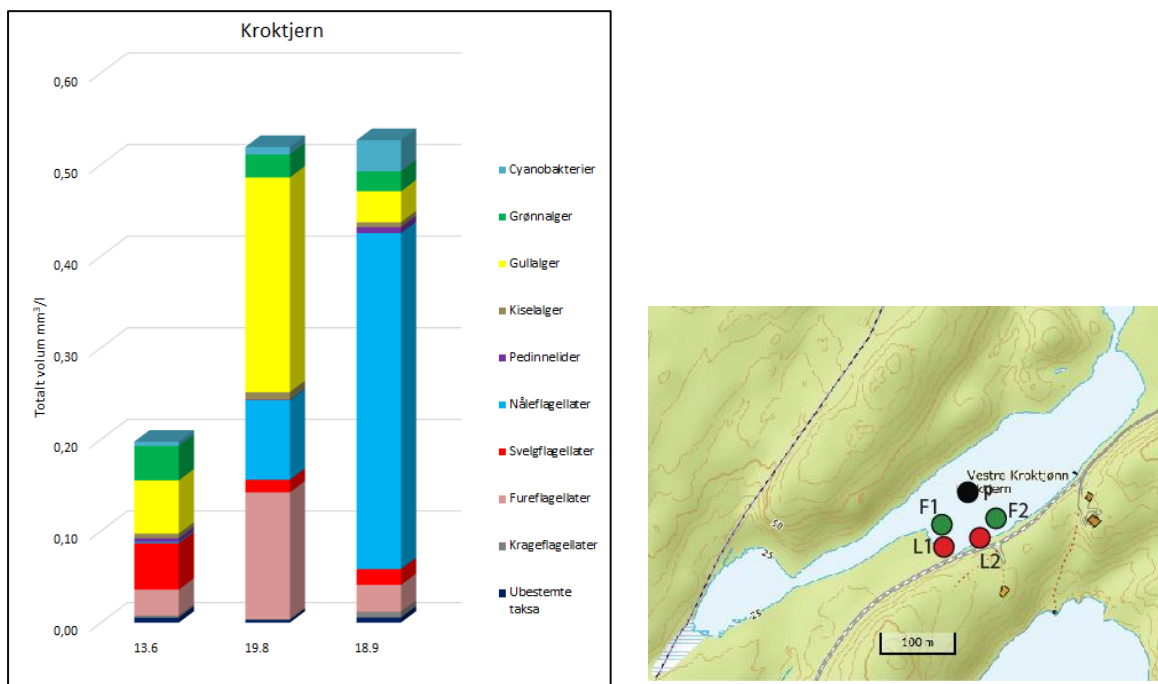 Kroktjern
Totalt volum mm³/l
0,60
0,50
0,40
0,30
0,20
0,10
0,00
13.6
19.8
18.9
Cyanobakterier
Grønnalger
Gullalger
Kiselalger
Pedinnelider
Nåleflagellater
Svelgflagellater
Fureflagellater
Krageflagellater
Ubestemte
taksa
Vestre Kroktjønn
P
F1
F2
L1
L2
50
25
25
100 m